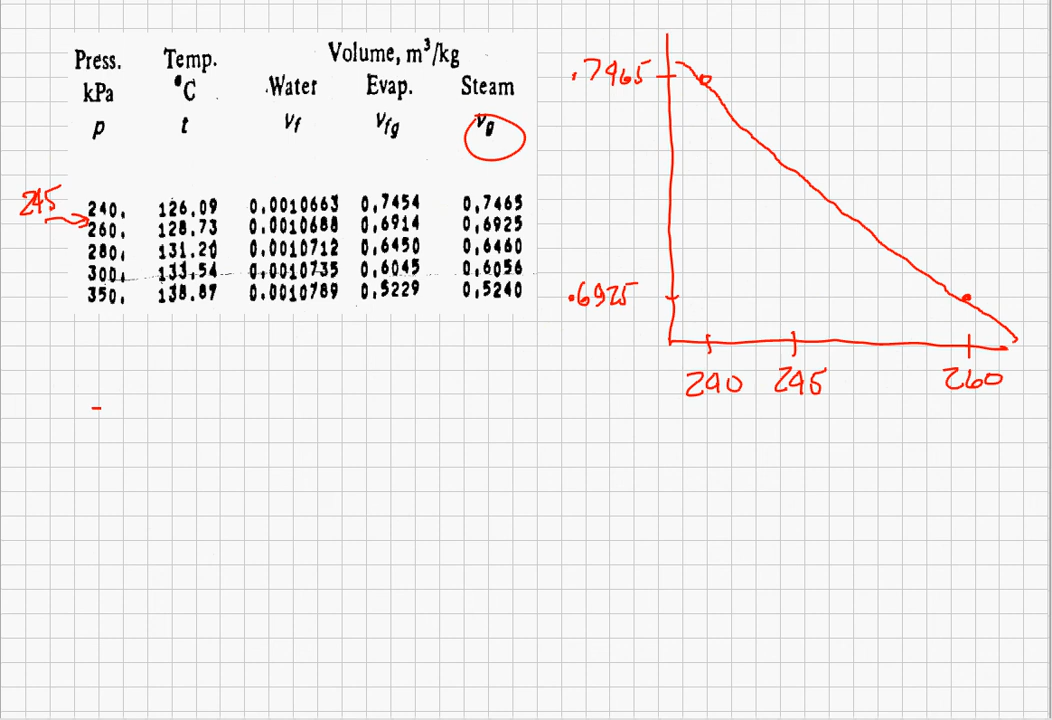 Press. Temp. Volume, m³/kg
kPa °C Water Evap. Steam
p t vf vfg vg
245
240. 126.09 0.0010663 0.7454 0.7465
260. 128.73 0.0010688 0.6914 0.6925
280. 131.20 0.0010712 0.6450 0.6460
300. 133.54 0.0010735 0.6045 0.6056
350. 138.87 0.0010789 0.5229 0.5240
.7465
.6925
240 245 260